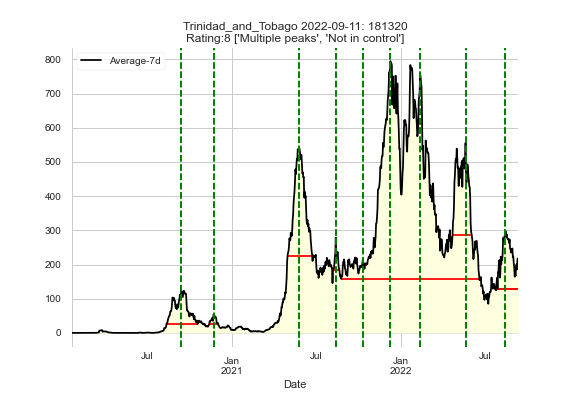 Trinidad_and_Tobago 2022-09-11: 181320
Rating:8 ['Multiple peaks', 'Not in control']
Average-7d
800
700
600
500
400
300
200
100
0
Jul
Jan
2021
Jul
Jan
2022
Jul
Date